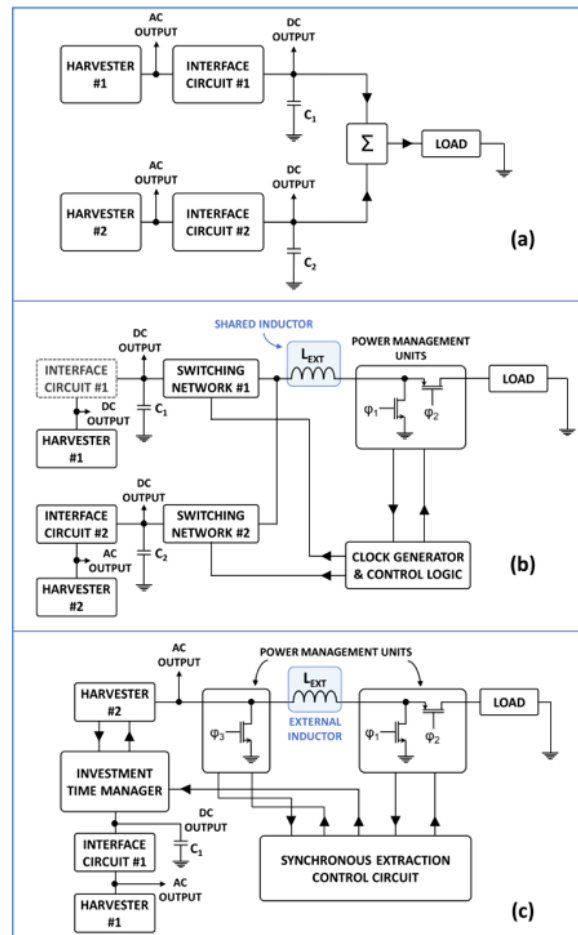 AC
OUTPUT
DC
OUTPUT
HARVESTER
#1
INTERFACE
CIRCUIT #1
C₁
Σ
LOAD
AC
OUTPUT
DC
OUTPUT
HARVESTER
#2
INTERFACE
CIRCUIT #2
C₂
(a)
SHARED INDUCTOR
POWER MANAGEMENT
UNITS
DC
OUTPUT
L_EXT
INTERFACE
CIRCUIT #1
SWITCHING
NETWORK #1
LOAD
DC
OUTPUT
C₁
φ₁
φ₂
HARVESTER
#1
DC
OUTPUT
INTERFACE
CIRCUIT #2
SWITCHING
NETWORK #2
AC
OUTPUT
C₂
HARVESTER
#2
CLOCK GENERATOR
& CONTROL LOGIC
(b)
AC
OUTPUT
POWER MANAGEMENT UNITS
L_EXT
HARVESTER
#2
LOAD
EXTERNAL
INDUCTOR
φ₃
φ₁
φ₂
INVESTMENT
TIME MANAGER
DC
OUTPUT
C₁
INTERFACE
CIRCUIT #1
SYNCHRONOUS EXTRACTION
CONTROL CIRCUIT
AC
OUTPUT
HARVESTER
#1
(c)